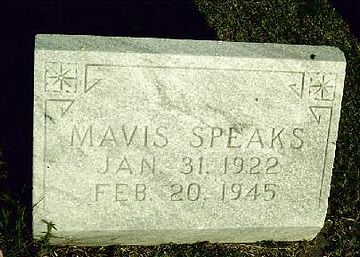 MAVIS SPEAKS
JAN. 31. 1922
FEB. 20. 1945